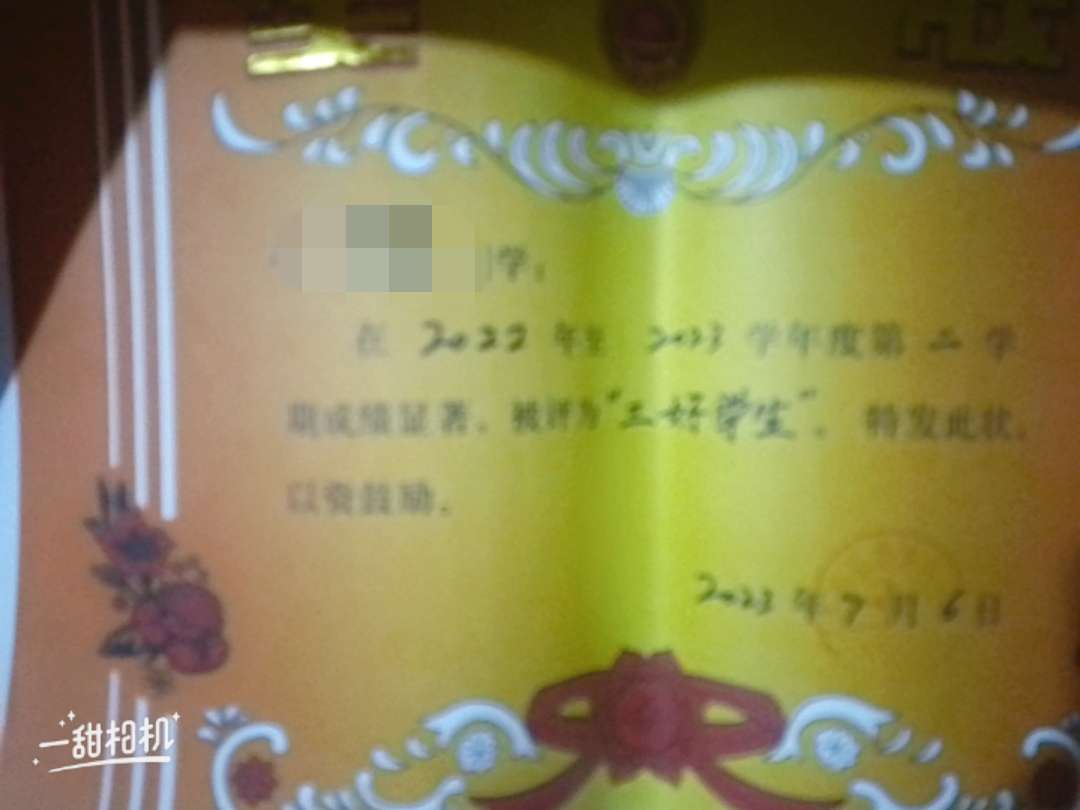 学：
在 2022 年至 2023 学年度第 二 学
期成绩显著，被评为“三好学生”，特发此状，
以资鼓励。
2023 年 7 月 6 日
一甜相机